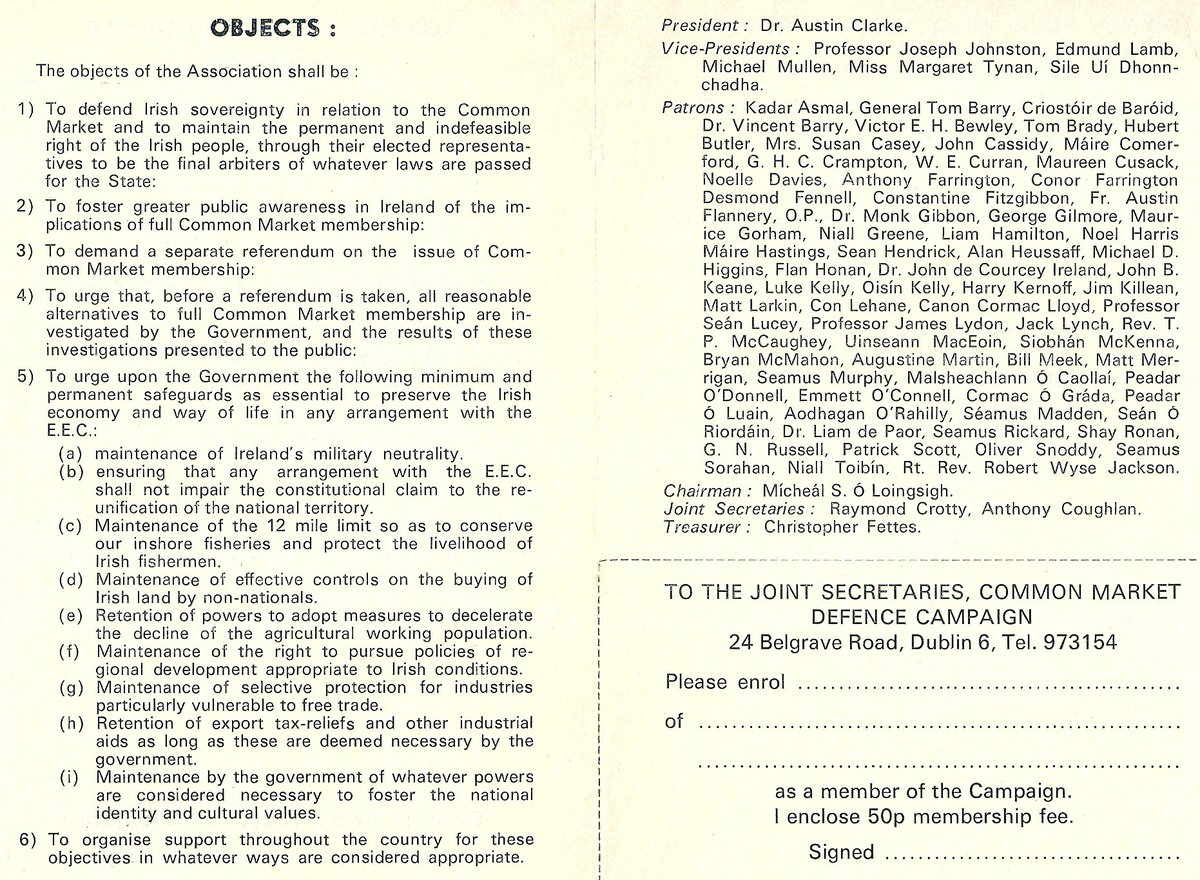 OBJECTS :
The objects of the Association shall be :
1) To defend Irish sovereignty in relation to the Common
Market and to maintain the permanent and indefeasible
right of the Irish people, through their elected representa-
tives to be the final arbiters of whatever laws are passed
for the State:
2) To foster greater public awareness in Ireland of the im-
plications of full Common Market membership:
3) To demand a separate referendum on the issue of Com-
mon Market membership:
4) To urge that, before a referendum is taken, all reasonable
alternatives to full Common Market membership are in-
vestigated by the Government, and the results of these
investigations presented to the public:
5) To urge upon the Government the following minimum and
permanent safeguards as essential to preserve the Irish
economy and way of life in any arrangement with the
E.E.C.:
(a) maintenance of Ireland's military neutrality.
(b) ensuring that any arrangement with the E.E.C.
shall not impair the constitutional claim to the re-
unification of the national territory.
(c) Maintenance of the 12 mile limit so as to conserve
our inshore fisheries and protect the livelihood of
Irish fishermen.
(d) Maintenance of effective controls on the buying of
Irish land by non-nationals.
(e) Retention of powers to adopt measures to decelerate
the decline of the agricultural working population.
(f) Maintenance of the right to pursue policies of re-
gional development appropriate to Irish conditions.
(g) Maintenance of selective protection for industries
particularly vulnerable to free trade.
(h) Retention of export tax-reliefs and other industrial
aids as long as these are deemed necessary by the
government.
(i) Maintenance by the government of whatever powers
are considered necessary to foster the national
identity and cultural values.
6) To organise support throughout the country for these
objectives in whatever ways are considered appropriate.
President : Dr. Austin Clarke.
Vice-Presidents : Professor Joseph Johnston, Edmund Lamb,
Michael Mullen, Miss Margaret Tynan, Sile Uí Dhonn-
chadha.
Patrons : Kadar Asmal, General Tom Barry, Criostóir de Baróid,
Dr. Vincent Barry, Victor E. H. Bewley, Tom Brady, Hubert
Butler, Mrs. Susan Casey, John Cassidy, Máire Comer-
ford, G. H. C. Crampton, W. E. Curran, Maureen Cusack,
Noelle Davies, Anthony Farrington, Conor Farrington
Desmond Fennell, Constantine Fitzgibbon, Fr. Austin
Flannery, O.P., Dr. Monk Gibbon, George Gilmore, Maur-
ice Gorham, Niall Greene, Liam Hamilton, Noel Harris
Máire Hastings, Sean Hendrick, Alan Heussaff, Michael D.
Higgins, Flan Honan, Dr. John de Courcey Ireland, John B.
Keane, Luke Kelly, Oisín Kelly, Harry Kernoff, Jim Killean,
Matt Larkin, Con Lehane, Canon Cormac Lloyd, Professor
Seán Lucey, Professor James Lydon, Jack Lynch, Rev. T.
P. McCaughey, Uinseann MacEoin, Siobhán McKenna,
Bryan McMahon, Augustine Martin, Bill Meek, Matt Mer-
rigan, Seamus Murphy, Malsheachlann Ó Caollaí, Peadar
O'Donnell, Emmett O'Connell, Cormac Ó Gráda, Peadar
Ó Luain, Aodhagan O'Rahilly, Séamus Madden, Seán Ó
Riordáin, Dr. Liam de Paor, Seamus Rickard, Shay Ronan,
G. N. Russell, Patrick Scott, Oliver Snoddy, Seamus
Sorahan, Niall Toibín, Rt. Rev. Robert Wyse Jackson.
Chairman : Mícheál S. Ó Loingsigh.
Joint Secretaries : Raymond Crotty, Anthony Coughlan.
Treasurer : Christopher Fettes.
TO THE JOINT SECRETARIES, COMMON MARKET
DEFENCE CAMPAIGN
24 Belgrave Road, Dublin 6, Tel. 973154
Please enrol ..............................................
of ..........................................................
..........................................................
as a member of the Campaign.
I enclose 50p membership fee.
Signed ....................................